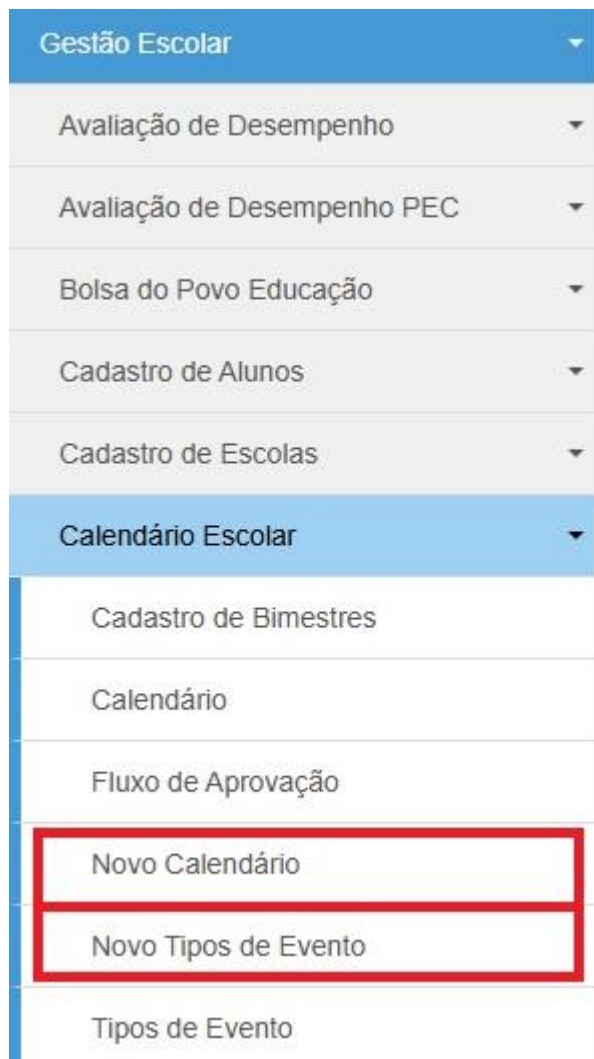 Gestão Escolar
Avaliação de Desempenho
Avaliação de Desempenho PEC
Bolsa do Povo Educação
Cadastro de Alunos
Cadastro de Escolas
Calendário Escolar
Cadastro de Bimestres
Calendário
Fluxo de Aprovação
Novo Calendário
Novo Tipos de Evento
Tipos de Evento